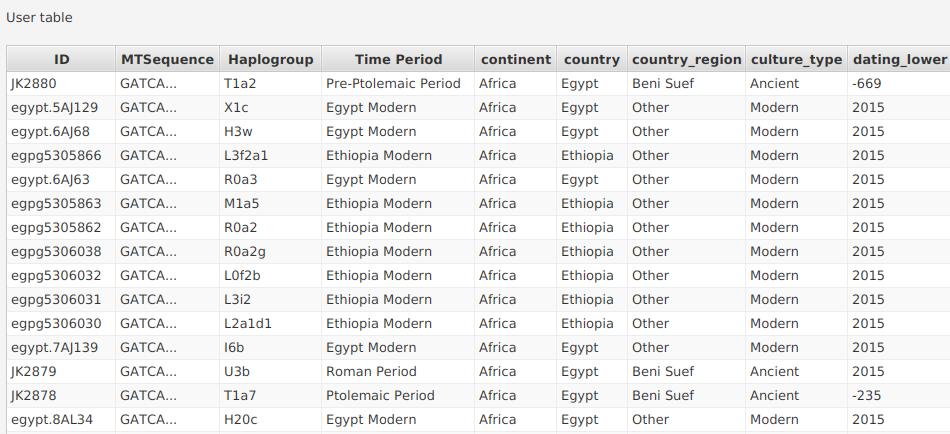 User table
ID MTSequence Haplogroup Time Period continent country country_region culture_type dating_lower
JK2880 GATCA... T1a2 Pre-Ptolemaic Period Africa Egypt Beni Suef Ancient -669
egypt.5AJ129 GATCA... X1c Egypt Modern Africa Egypt Other Modern 2015
egypt.6AJ68 GATCA... H3w Egypt Modern Africa Egypt Other Modern 2015
egpg5305866 GATCA... L3f2a1 Ethiopia Modern Africa Ethiopia Other Modern 2015
egypt.6AJ63 GATCA... R0a3 Egypt Modern Africa Egypt Other Modern 2015
egpg5305863 GATCA... M1a5 Ethiopia Modern Africa Ethiopia Other Modern 2015
egpg5305862 GATCA... R0a2 Ethiopia Modern Africa Ethiopia Other Modern 2015
egpg5306038 GATCA... R0a2g Ethiopia Modern Africa Ethiopia Other Modern 2015
egpg5306032 GATCA... L0f2b Ethiopia Modern Africa Ethiopia Other Modern 2015
egpg5306031 GATCA... L3i2 Ethiopia Modern Africa Ethiopia Other Modern 2015
egpg5306030 GATCA... L2a1d1 Ethiopia Modern Africa Ethiopia Other Modern 2015
egypt.7AJ139 GATCA... I6b Egypt Modern Africa Egypt Other Modern 2015
JK2879 GATCA... U3b Roman Period Africa Egypt Beni Suef Ancient 2015
JK2878 GATCA... T1a7 Ptolemaic Period Africa Egypt Beni Suef Ancient -235
egypt.8AL34 GATCA... H20c Egypt Modern Africa Egypt Other Modern 2015